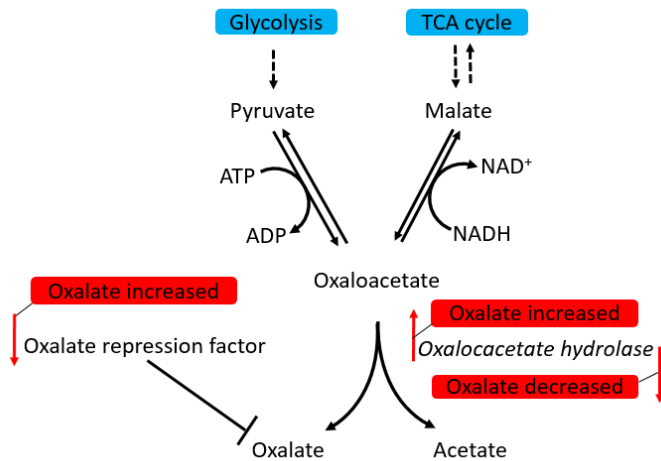 Glycolysis
TCA cycle
Pyruvate
Malate
ATP
NAD⁺
ADP
NADH
Oxaloacetate
Oxalate increased
Oxalate increased
Oxalate repression factor
Oxalocacetate hydrolase
Oxalate decreased
Oxalate
Acetate